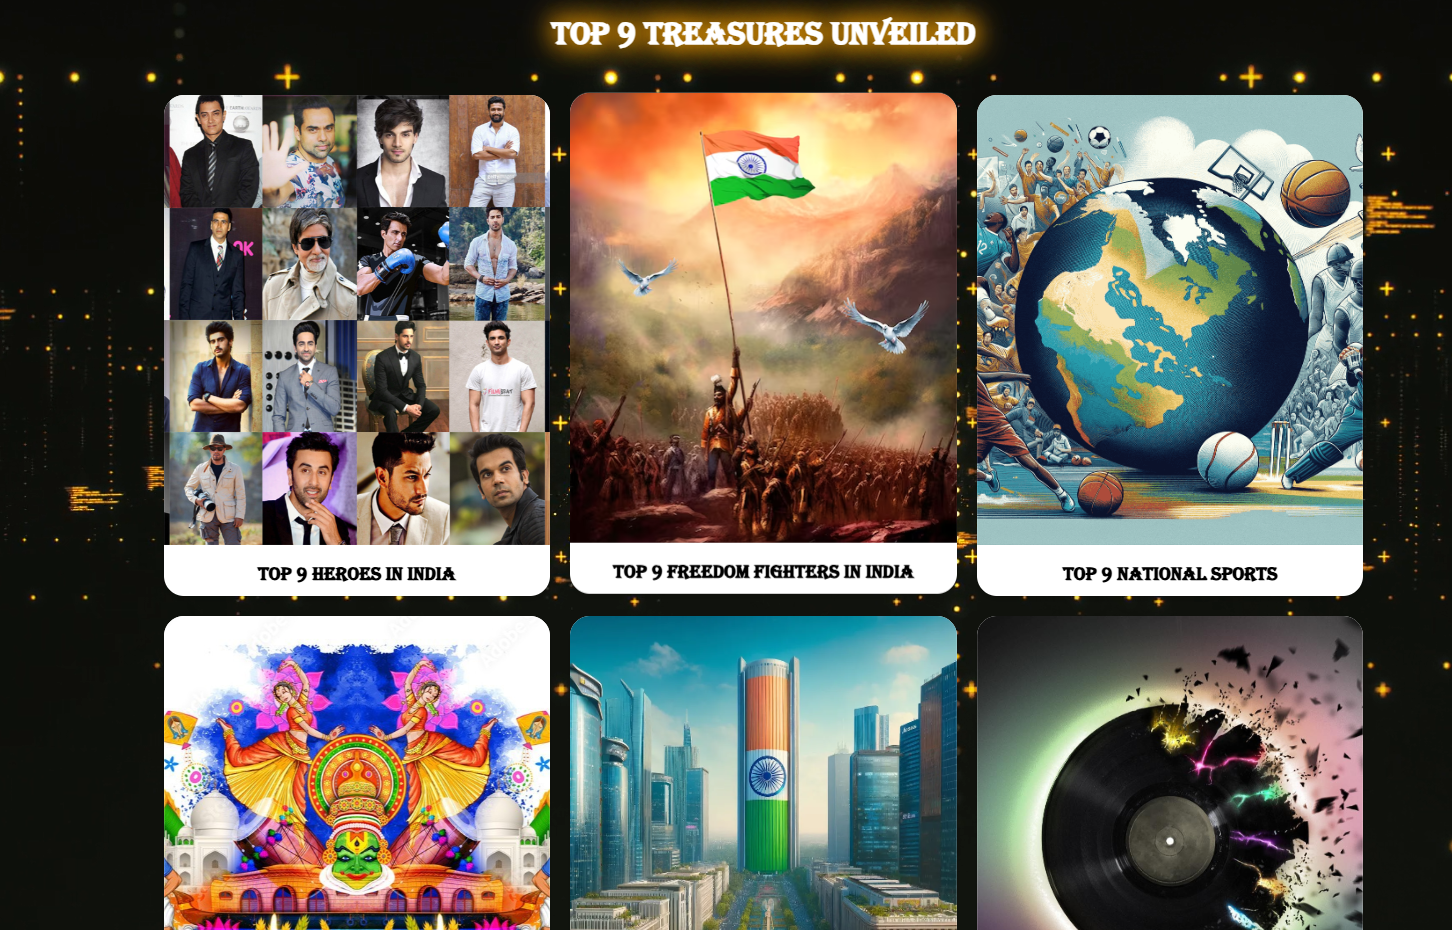 TOP 9 TREASURES UNVEILED
TOP 9 HEROES IN INDIA
TOP 9 FREEDOM FIGHTERS IN INDIA
TOP 9 NATIONAL SPORTS